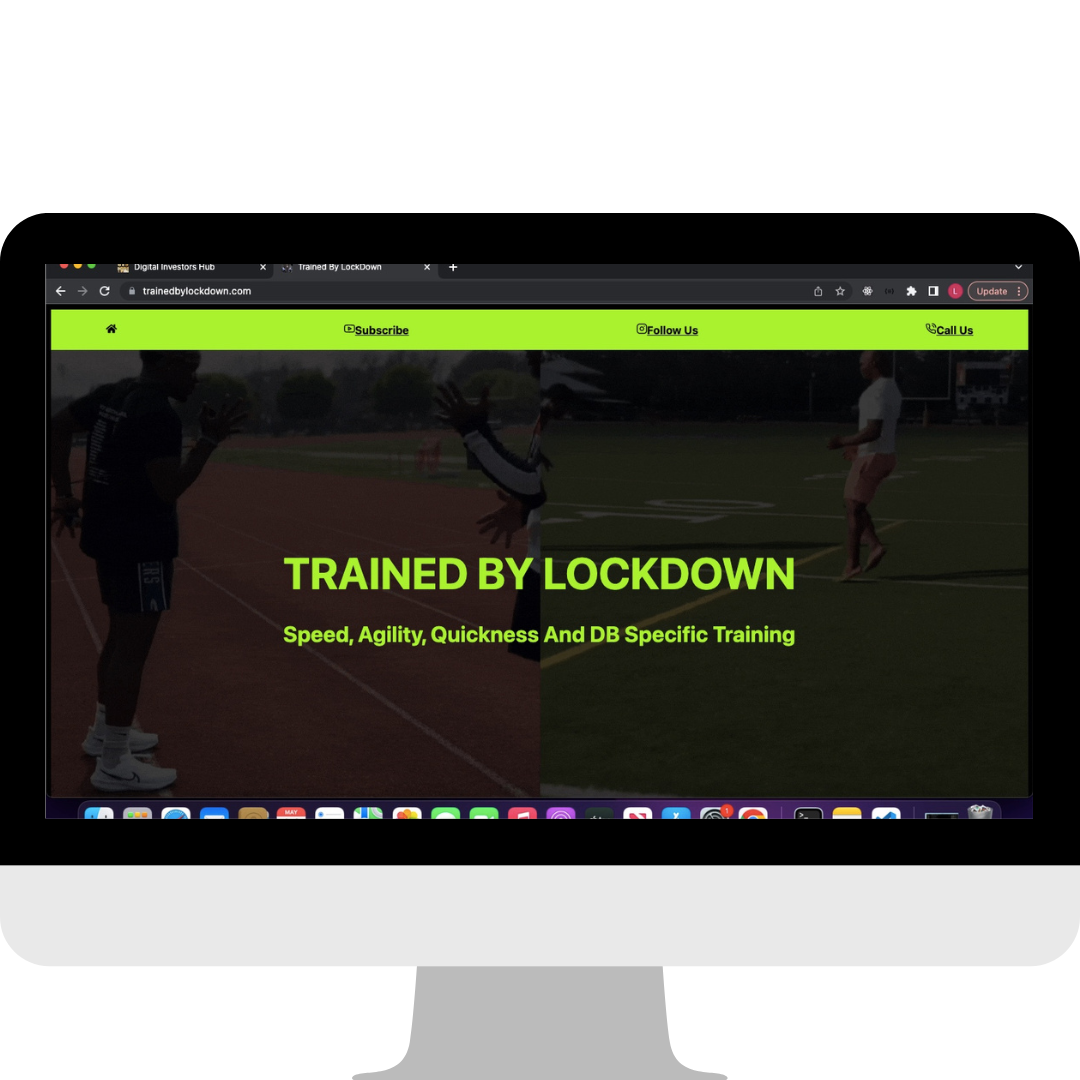 Digital Investors Hub
Trained By LockDown
trainedbylockdown.com
L
Update
Subscribe
Follow Us
Call Us
TRAINED BY LOCKDOWN
Speed, Agility, Quickness And DB Specific Training
MAY
1